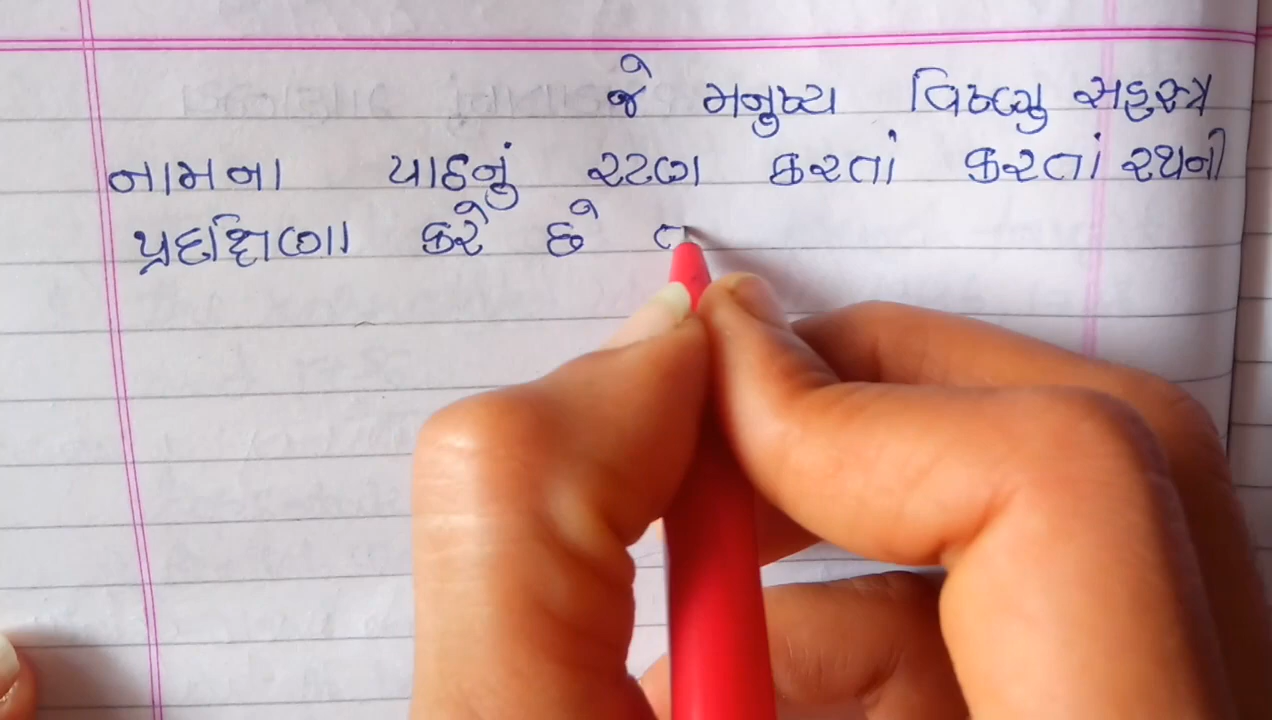 જે મનુષ્ય વિષ્ણુ સહસ્ત્ર
નામના પાઠનું રટણ કરતાં કરતાં રથની
પ્રદક્ષિણા કરે છે ત